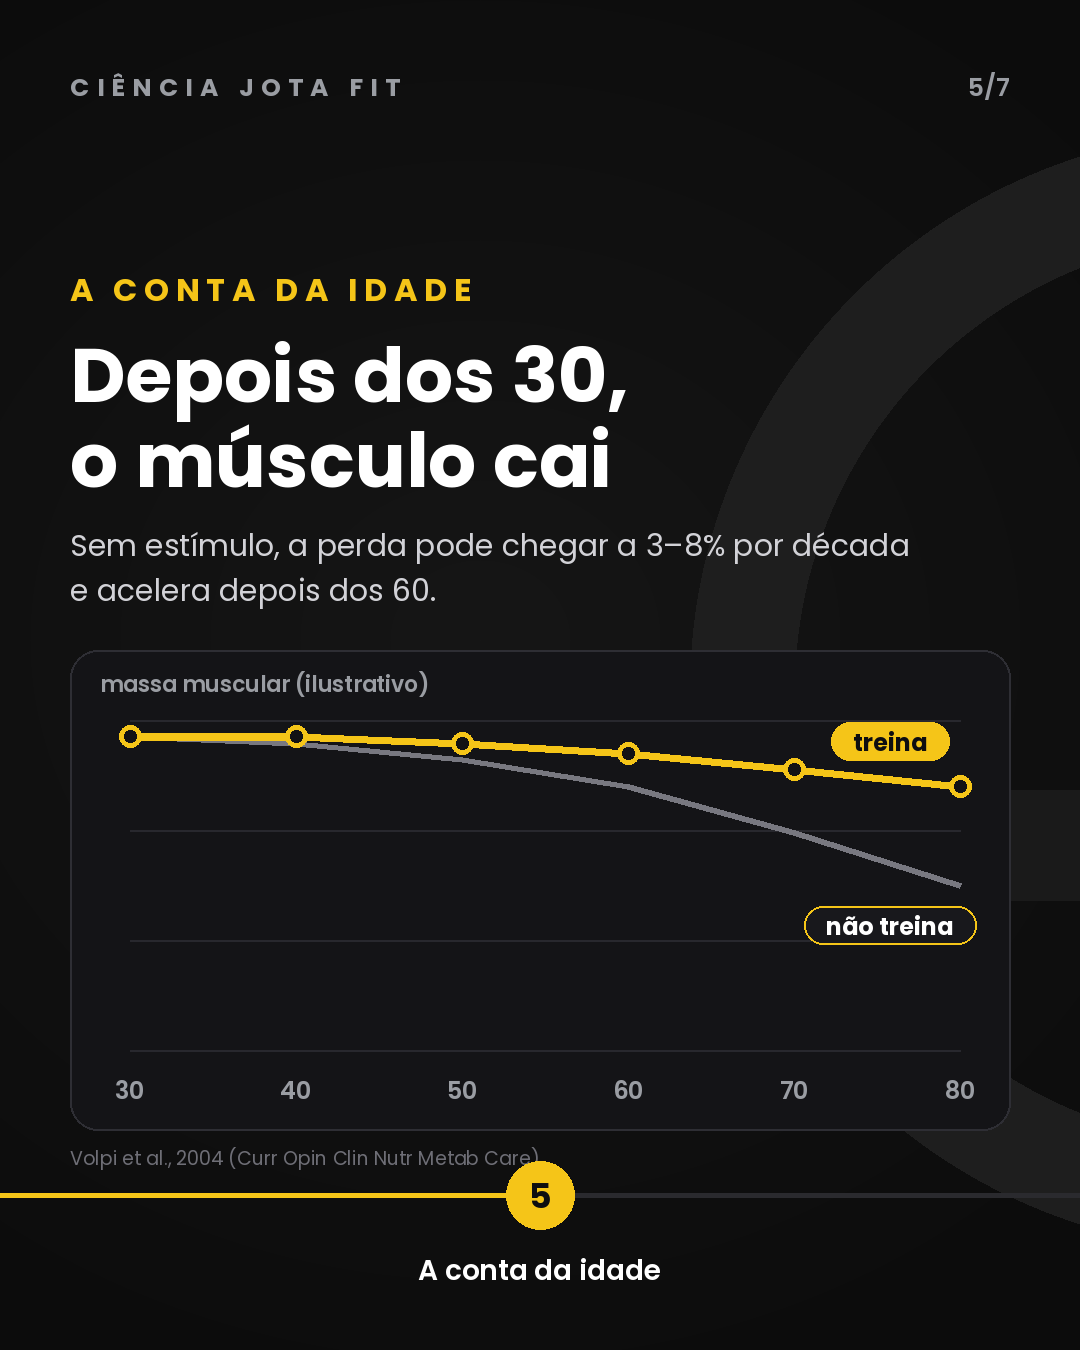 CIÊNCIA JOTA FIT
5/7
A CONTA DA IDADE
Depois dos 30,
o músculo cai
Sem estímulo, a perda pode chegar a 3–8% por década
e acelera depois dos 60.
massa muscular (ilustrativo)
treina
não treina
30 40 50 60 70 80
Volpi et al., 2004 (Curr Opin Clin Nutr Metab Care)
5
A conta da idade